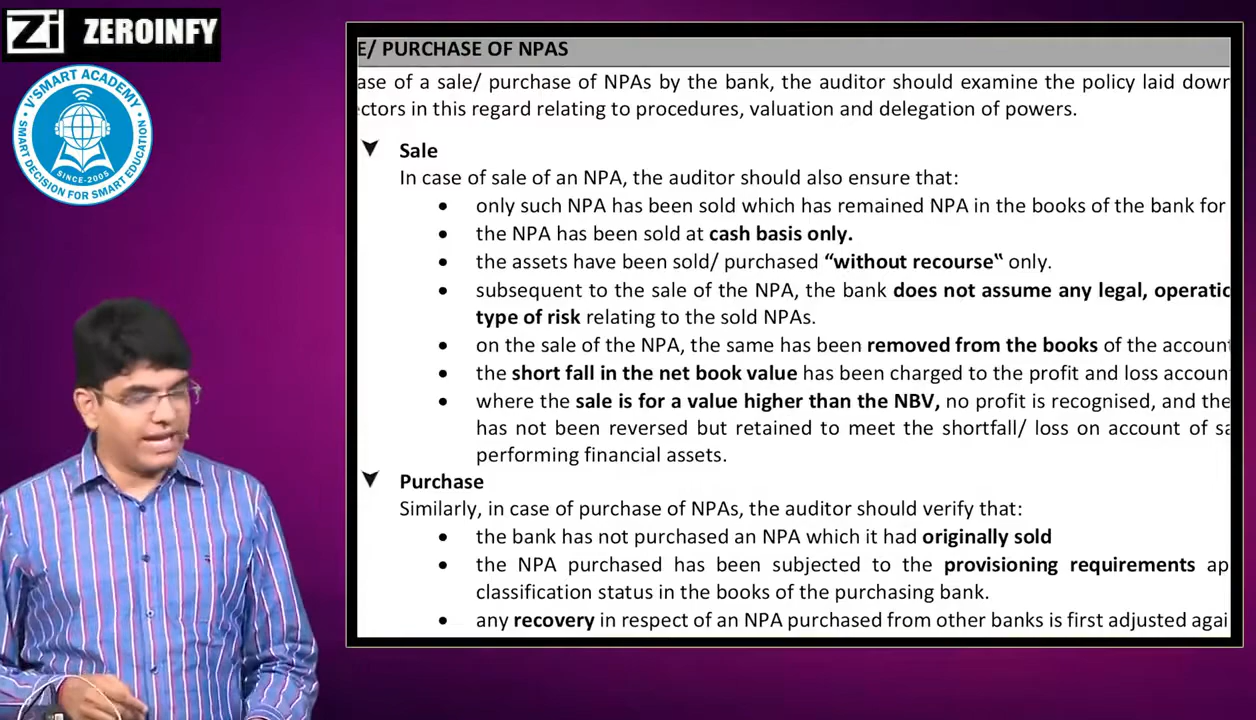 Zi ZEROINFY
V'SMART ACADEMY
SINCE-2005
SMART DECISION FOR SMART EDUCATION
E/ PURCHASE OF NPAS
ase of a sale/ purchase of NPAs by the bank, the auditor should examine the policy laid down
ectors in this regard relating to procedures, valuation and delegation of powers.
Sale
In case of sale of an NPA, the auditor should also ensure that:
• only such NPA has been sold which has remained NPA in the books of the bank for
• the NPA has been sold at cash basis only.
• the assets have been sold/ purchased “without recourse‟ only.
• subsequent to the sale of the NPA, the bank does not assume any legal, operatio
type of risk relating to the sold NPAs.
• on the sale of the NPA, the same has been removed from the books of the account
• the short fall in the net book value has been charged to the profit and loss accoun
• where the sale is for a value higher than the NBV, no profit is recognised, and the
has not been reversed but retained to meet the shortfall/ loss on account of sa
performing financial assets.
Purchase
Similarly, in case of purchase of NPAs, the auditor should verify that:
• the bank has not purchased an NPA which it had originally sold
• the NPA purchased has been subjected to the provisioning requirements ap
classification status in the books of the purchasing bank.
• any recovery in respect of an NPA purchased from other banks is first adjusted agai